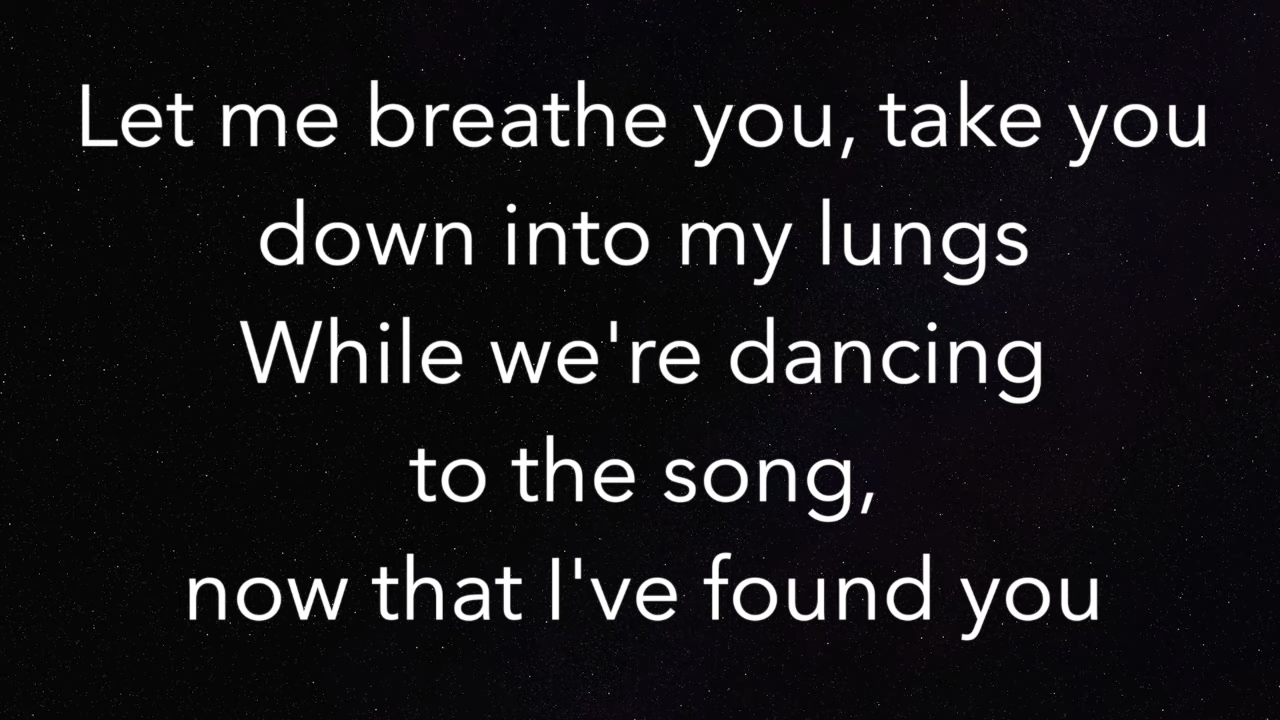 Let me breathe you, take you
down into my lungs
While we're dancing
to the song,
now that I've found you